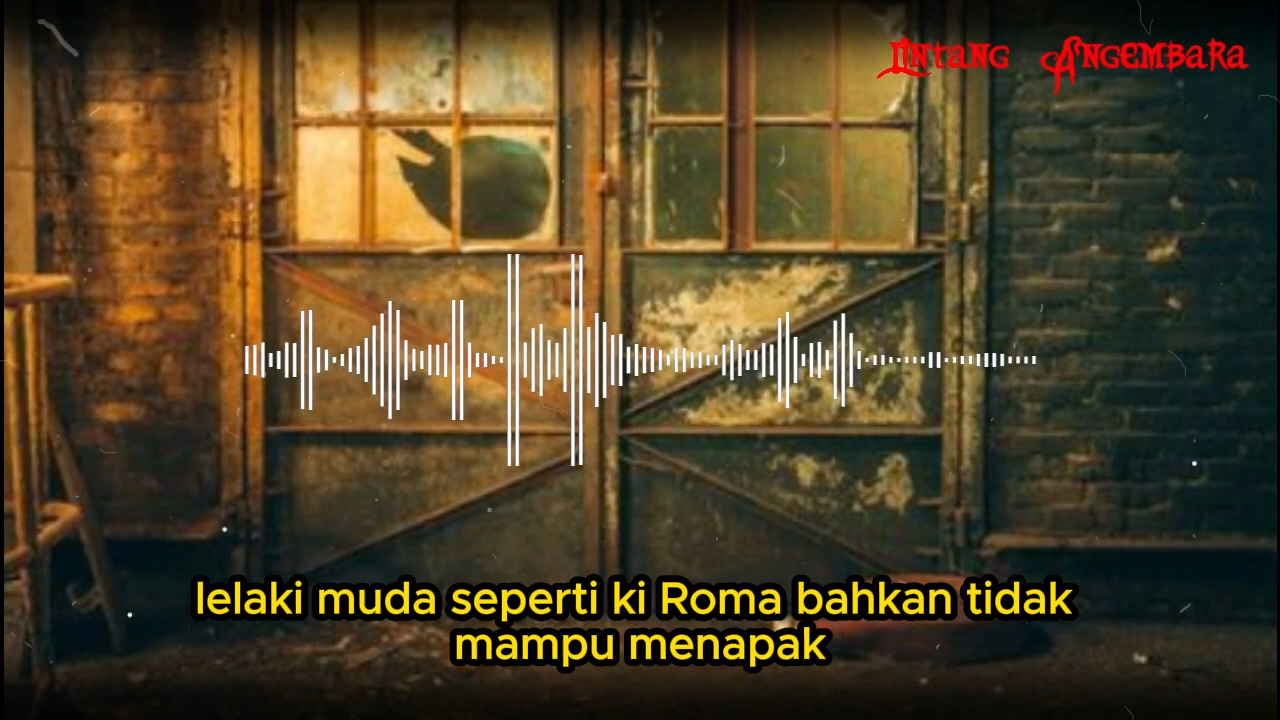 Lintang Angembara
lelaki muda seperti ki Roma bahkan tidak
mampu menapak